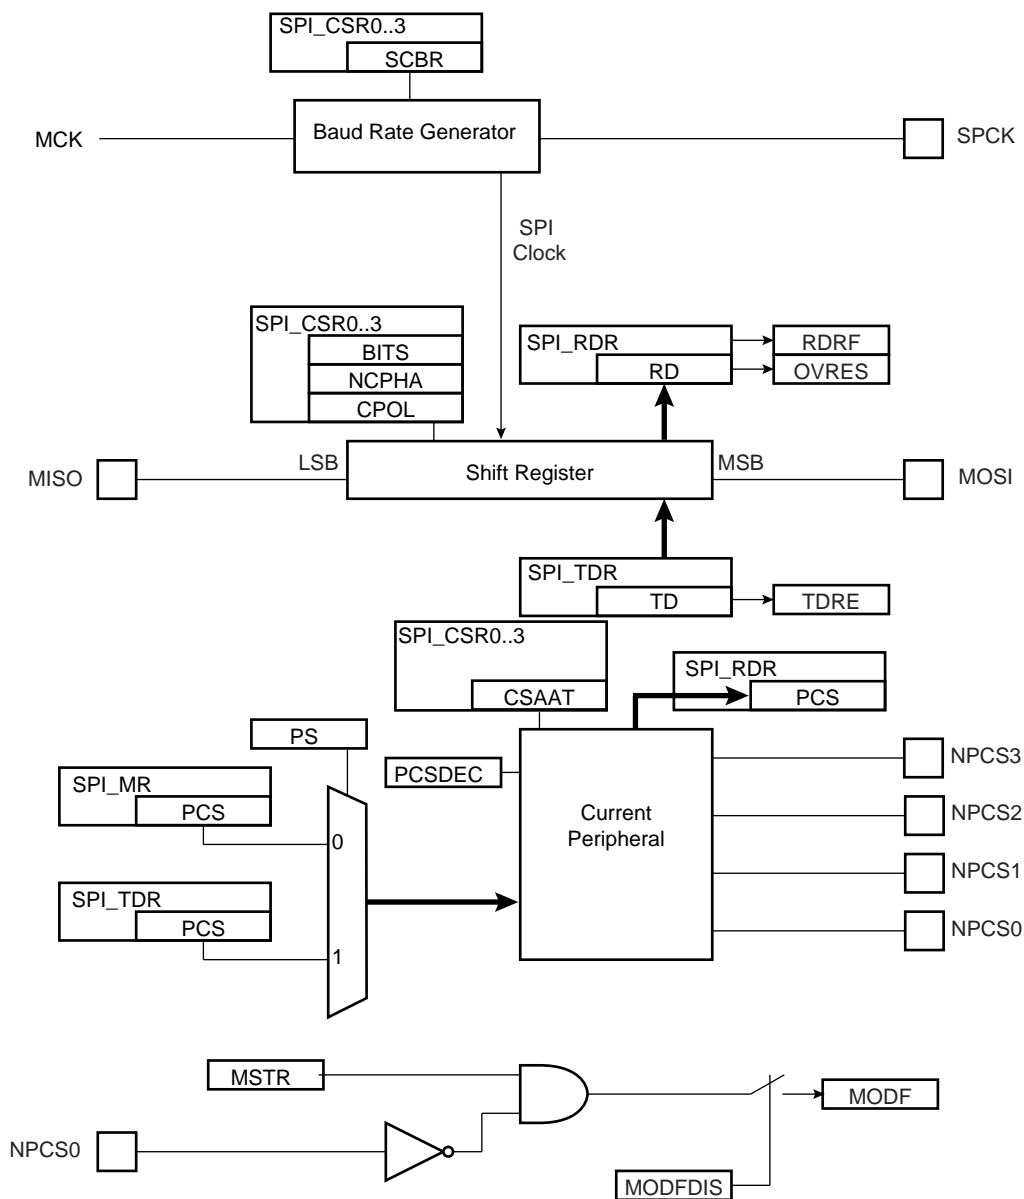 SPI_CSR0..3
SCBR
MCK
Baud Rate Generator
SPCK
SPI
Clock
SPI_CSR0..3
BITS
NCPHA
CPOL
SPI_RDR
RD
RDRF
OVRES
MISO
LSB
Shift Register
MSB
MOSI
SPI_TDR
TD
TDRE
SPI_CSR0..3
CSAAT
SPI_RDR
PCS
PS
PCSDEC
SPI_MR
PCS
0
SPI_TDR
PCS
1
Current
Peripheral
NPCS3
NPCS2
NPCS1
NPCS0
MSTR
MODF
NPCS0
MODFDIS